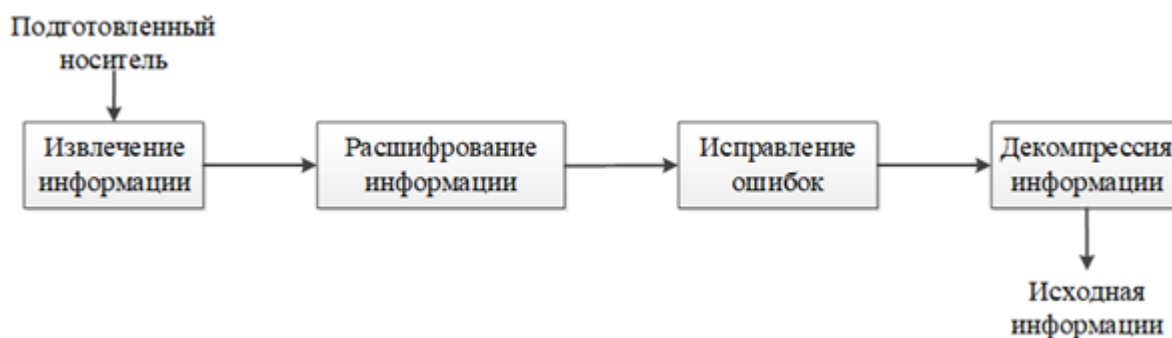 Подготовленный
носитель
Извлечение
информации
Расшифрование
информации
Исправление
ошибок
Декомпрессия
информации
Исходная
информации